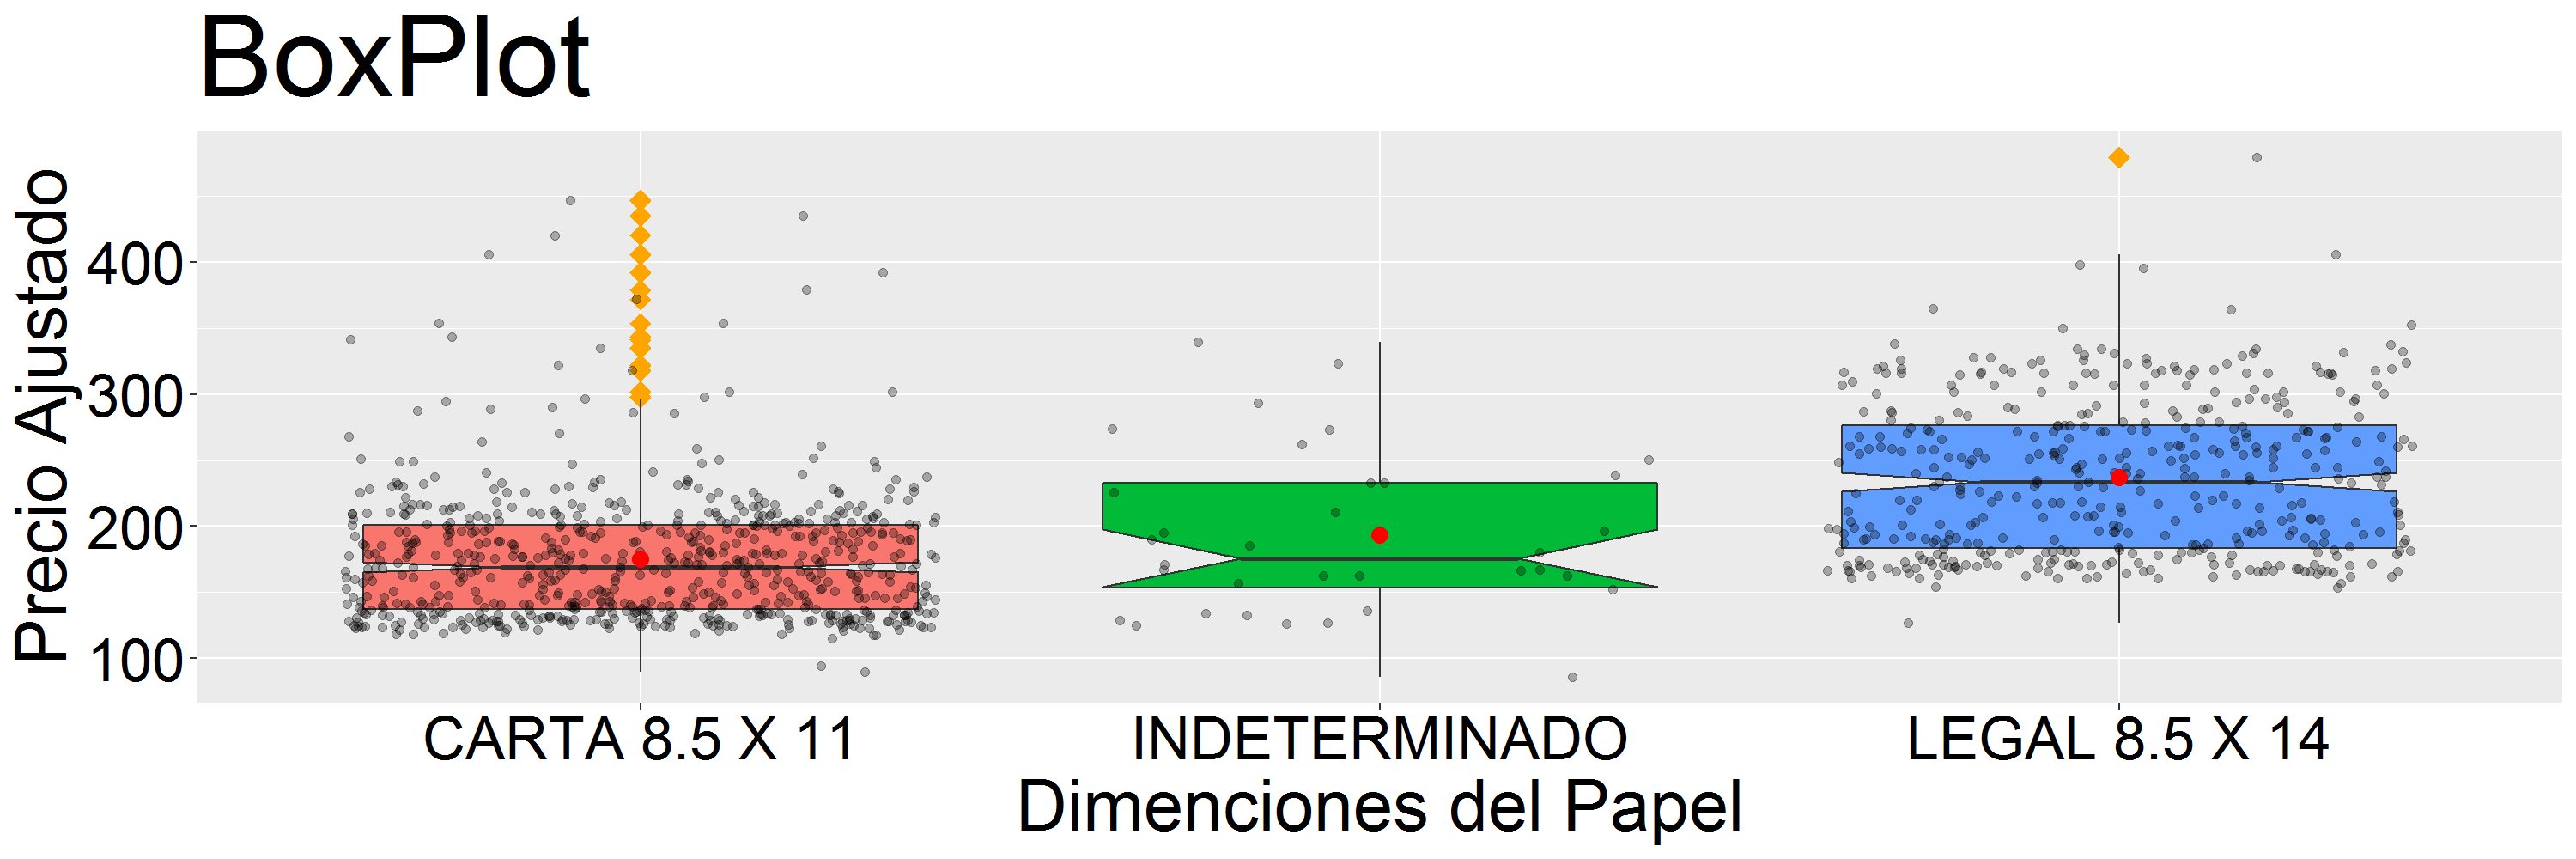 BoxPlot
Precio Ajustado
400
300
200
100
CARTA 8.5 X 11
INDETERMINADO
LEGAL 8.5 X 14
Dimenciones del Papel